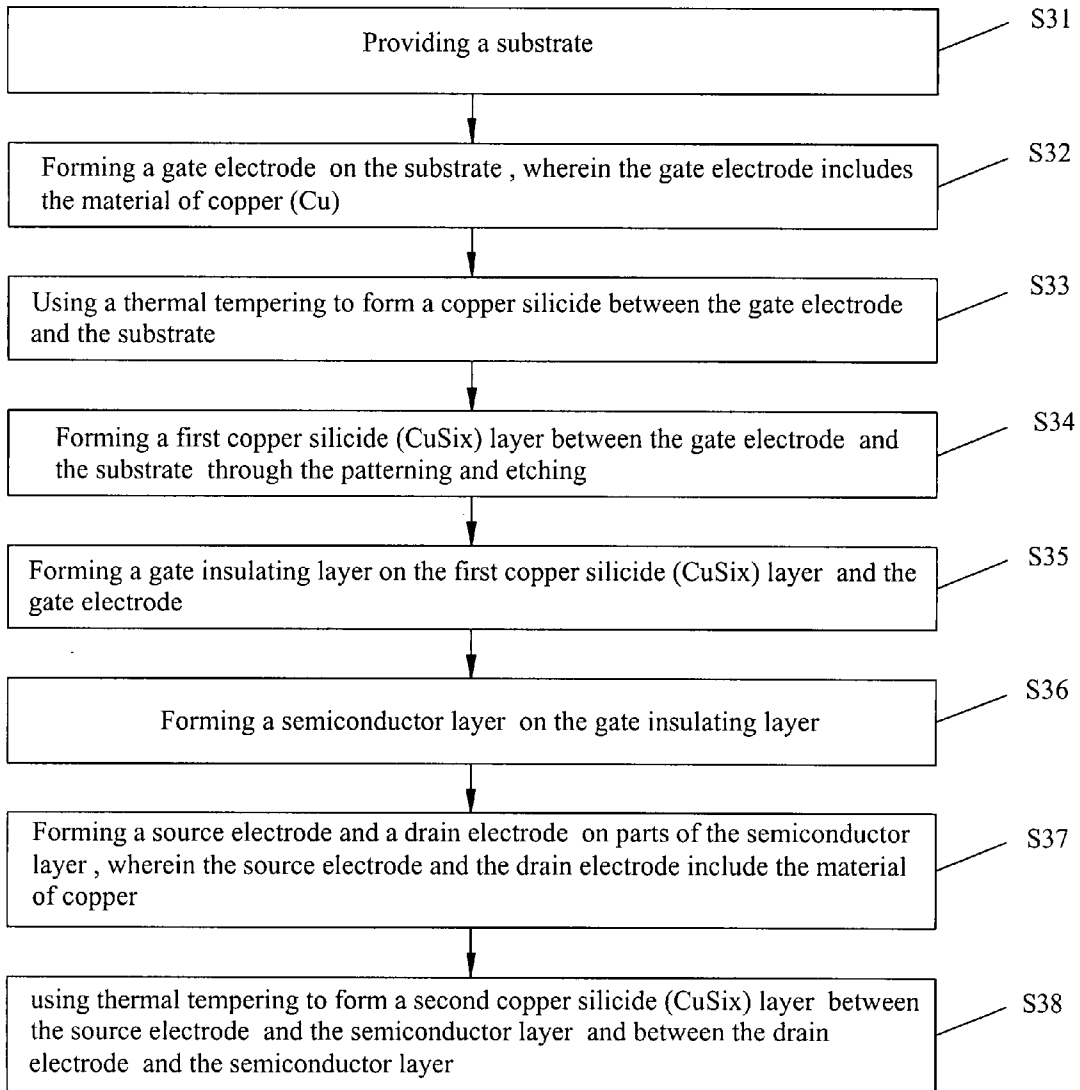 Providing a substrate
S31
Forming a gate electrode on the substrate , wherein the gate electrode includes
the material of copper (Cu)
S32
Using a thermal tempering to form a copper silicide between the gate electrode
and the substrate
S33
Forming a first copper silicide (CuSix) layer between the gate electrode and
the substrate through the patterning and etching
S34
Forming a gate insulating layer on the first copper silicide (CuSix) layer and the
gate electrode
S35
Forming a semiconductor layer on the gate insulating layer
S36
Forming a source electrode and a drain electrode on parts of the semiconductor
layer , wherein the source electrode and the drain electrode include the material
of copper
S37
using thermal tempering to form a second copper silicide (CuSix) layer between
the source electrode and the semiconductor layer and between the drain
electrode and the semiconductor layer
S38